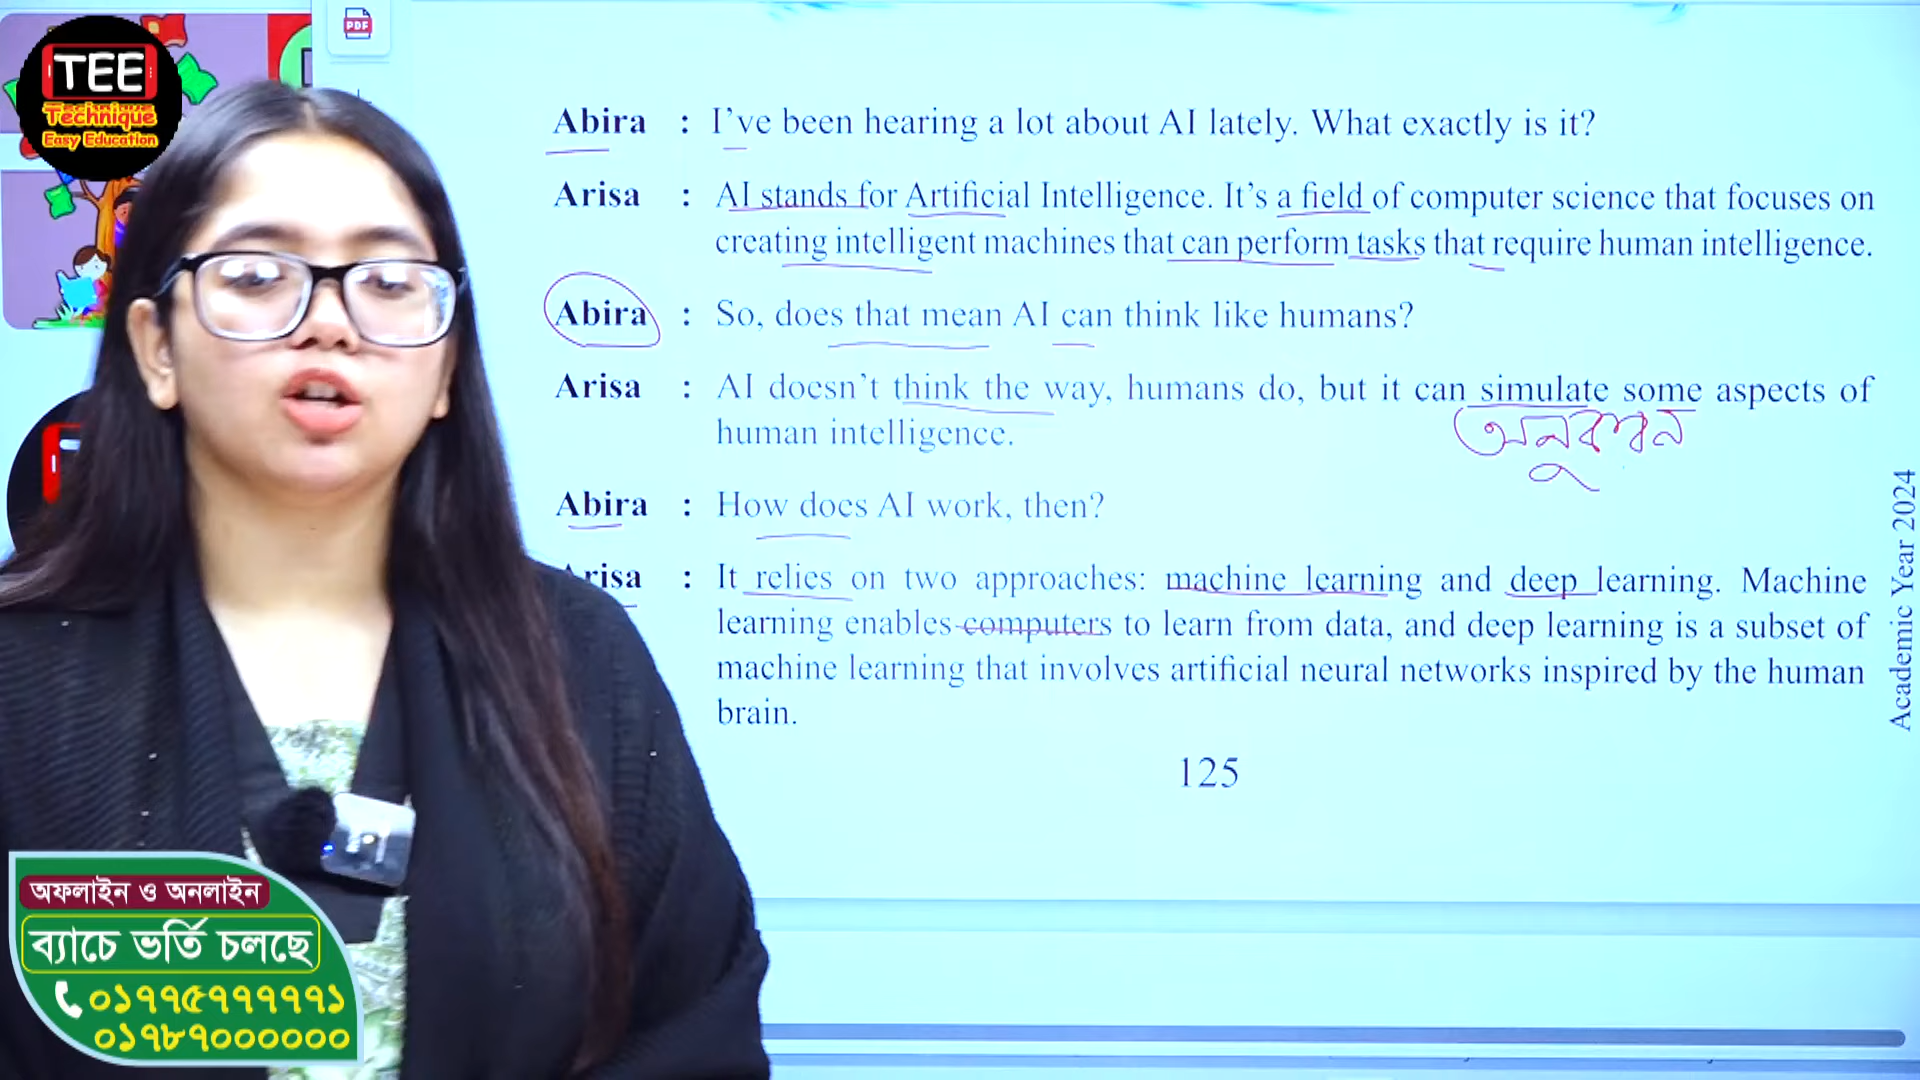 TEE
Technique
Easy Education
PDF
Abira : I've been hearing a lot about AI lately. What exactly is it?
Arisa : AI stands for Artificial Intelligence. It's a field of computer science that focuses on
creating intelligent machines that can perform tasks that require human intelligence.
Abira : So, does that mean AI can think like humans?
Arisa : AI doesn't think the way, humans do, but it can simulate some aspects of
human intelligence.
Abira : How does AI work, then?
Arisa : It relies on two approaches: machine learning and deep learning. Machine
learning enables computers to learn from data, and deep learning is a subset of
machine learning that involves artificial neural networks inspired by the human
brain.
125
Academic Year 2024
অফলাইন ও অনলাইন
ব্যাচে ভর্তি চলছে
০১৭৭৫৭৭৭৭৭১
০১৭৮৭০০০০০০